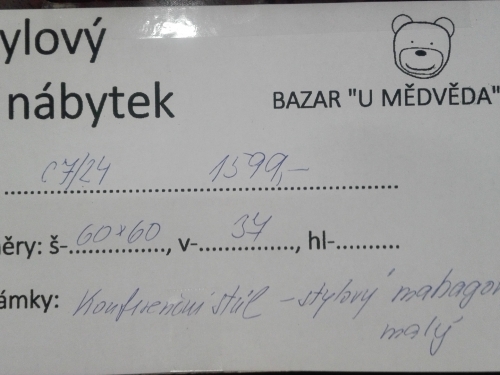 ylový
nábytek
BAZAR "U MĚDVĚDA"
c7/24 1599,-
ěry: š-60×60, v-37, hl-
ámky: Konferenční stůl - stylový mahagon
malý